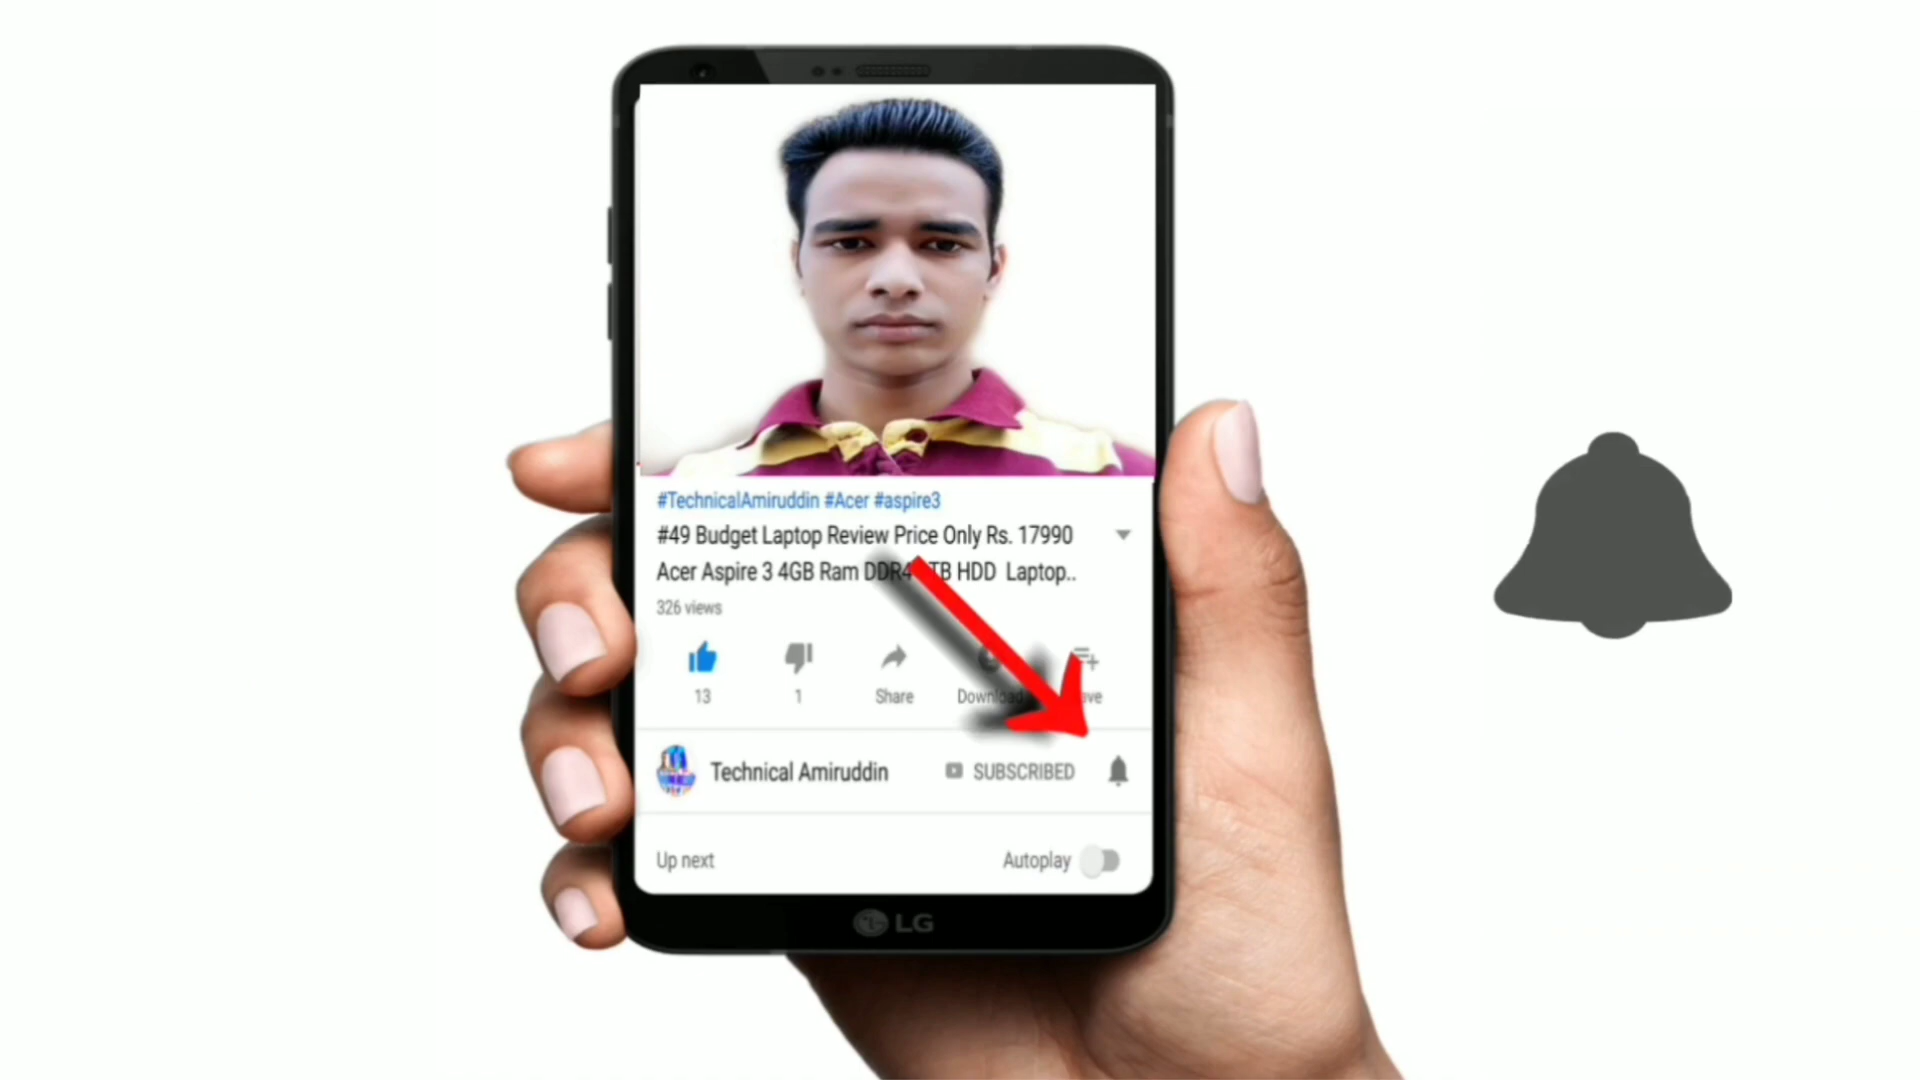 #TechnicalAmiruddin #Acer #aspire3
#49 Budget Laptop Review Price Only Rs. 17990
Acer Aspire 3 4GB Ram DDR4 TB HDD Laptop..
326 views
13
1
Share
Download
Technical Amiruddin
SUBSCRIBED
Up next
Autoplay
LG